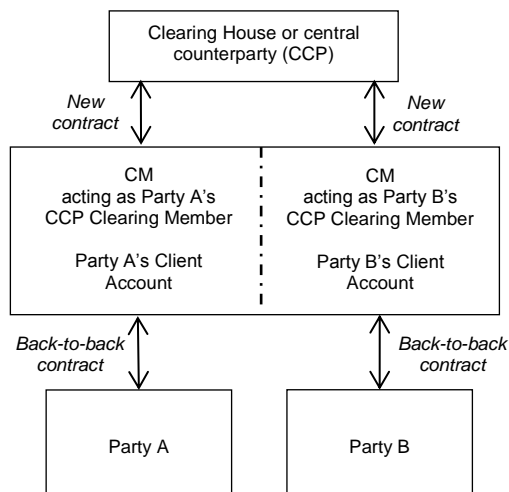 Clearing House or central
counterparty (CCP)
New
contract
New
contract
CM
acting as Party A's
CCP Clearing Member
Party A's Client
Account
CM
acting as Party B's
CCP Clearing Member
Party B's Client
Account
Back-to-back
contract
Back-to-back
contract
Party A
Party B